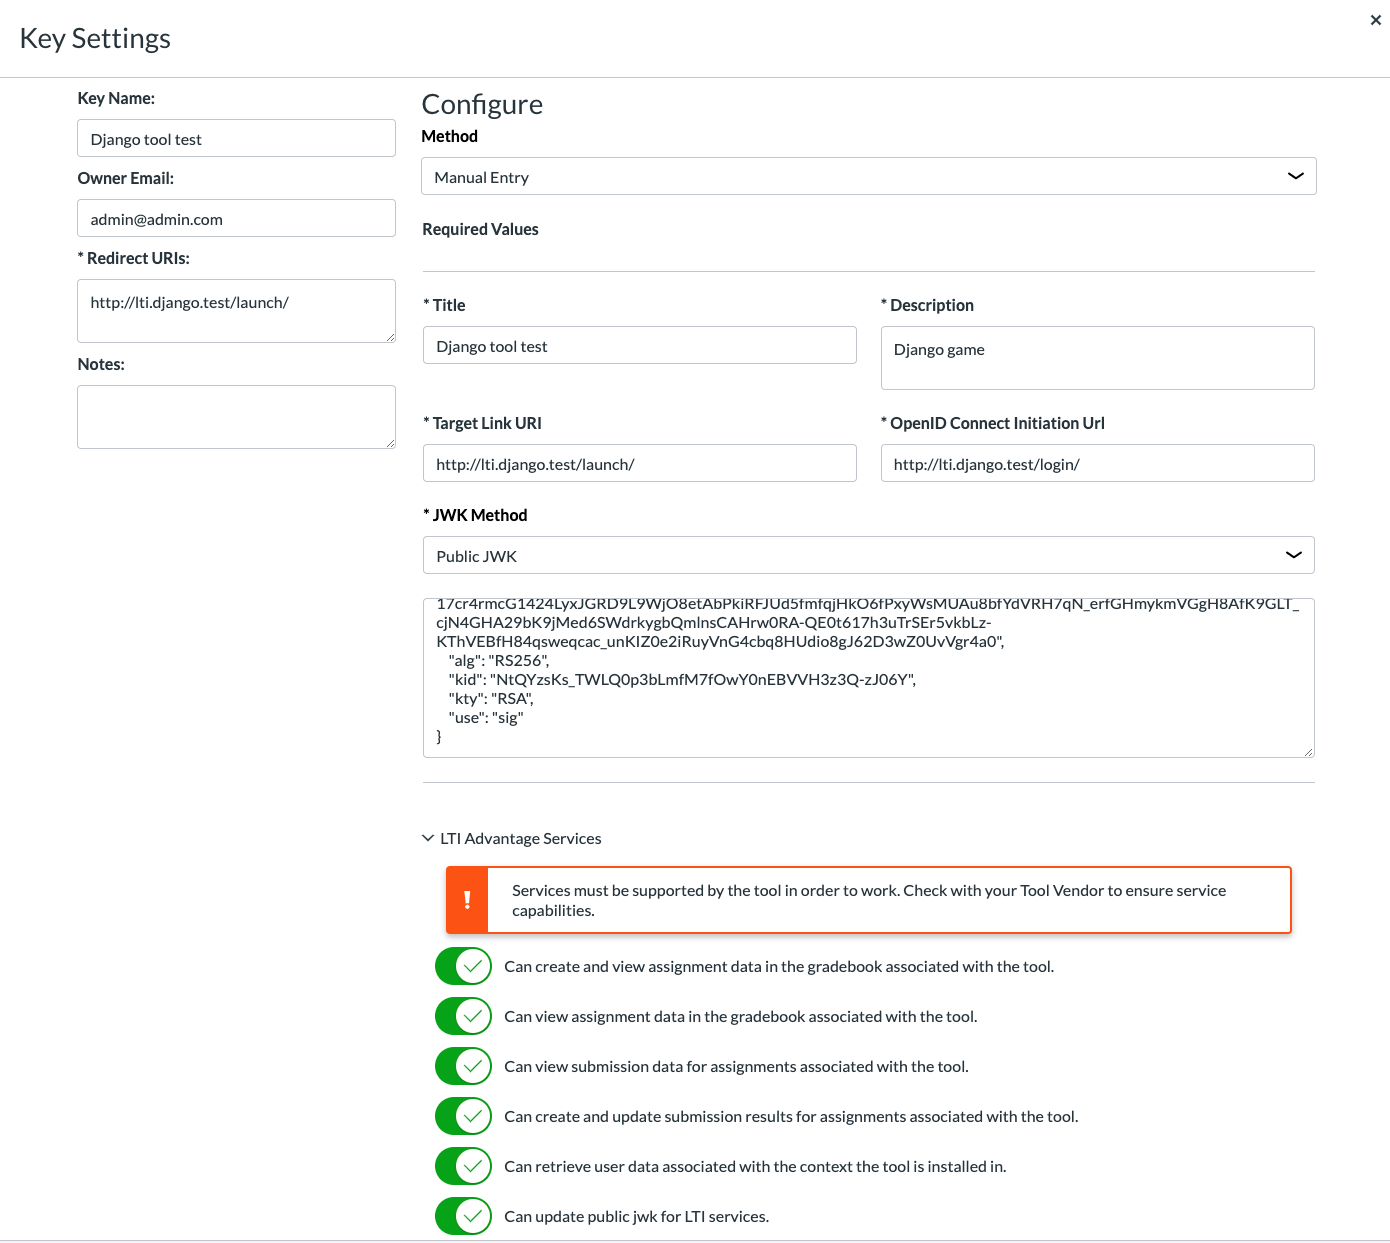 Key Settings
Key Name:
Django tool test
Owner Email:
admin@admin.com
* Redirect URIs:
http://lti.django.test/launch/
Notes:
Configure
Method
Manual Entry
Required Values
* Title
Django tool test
* Description
Django game
* Target Link URI
http://lti.django.test/launch/
* OpenID Connect Initiation Url
http://lti.django.test/login/
* JWK Method
Public JWK
17cr4rmcG1424LyxJGRD9L9WjO8etAbPkiRFJUd5fmfqjHkO6fPxyWsMUAu8bfYdVRH7qN_erfGHmykmVGgH8AfK9GLT_
cjN4GHA29bK9jMed6SWdrkygbQmlnsCAHrw0RA-QE0t617h3uTrSEr5vkbLz-
KThVEBfH84qsweqcac_unKIZ0e2iRuyVnG4cbq8HUdio8gJ62D3wZ0UvVgr4a0",
"alg": "RS256",
"kid": "NtQYzsKs_TWLQ0p3bLmfM7fOwY0nEBVVH3z3Q-zJ06Y",
"kty": "RSA",
"use": "sig"
}
LTI Advantage Services
Services must be supported by the tool in order to work. Check with your Tool Vendor to ensure service
capabilities.
Can create and view assignment data in the gradebook associated with the tool.
Can view assignment data in the gradebook associated with the tool.
Can view submission data for assignments associated with the tool.
Can create and update submission results for assignments associated with the tool.
Can retrieve user data associated with the context the tool is installed in.
Can update public jwk for LTI services.